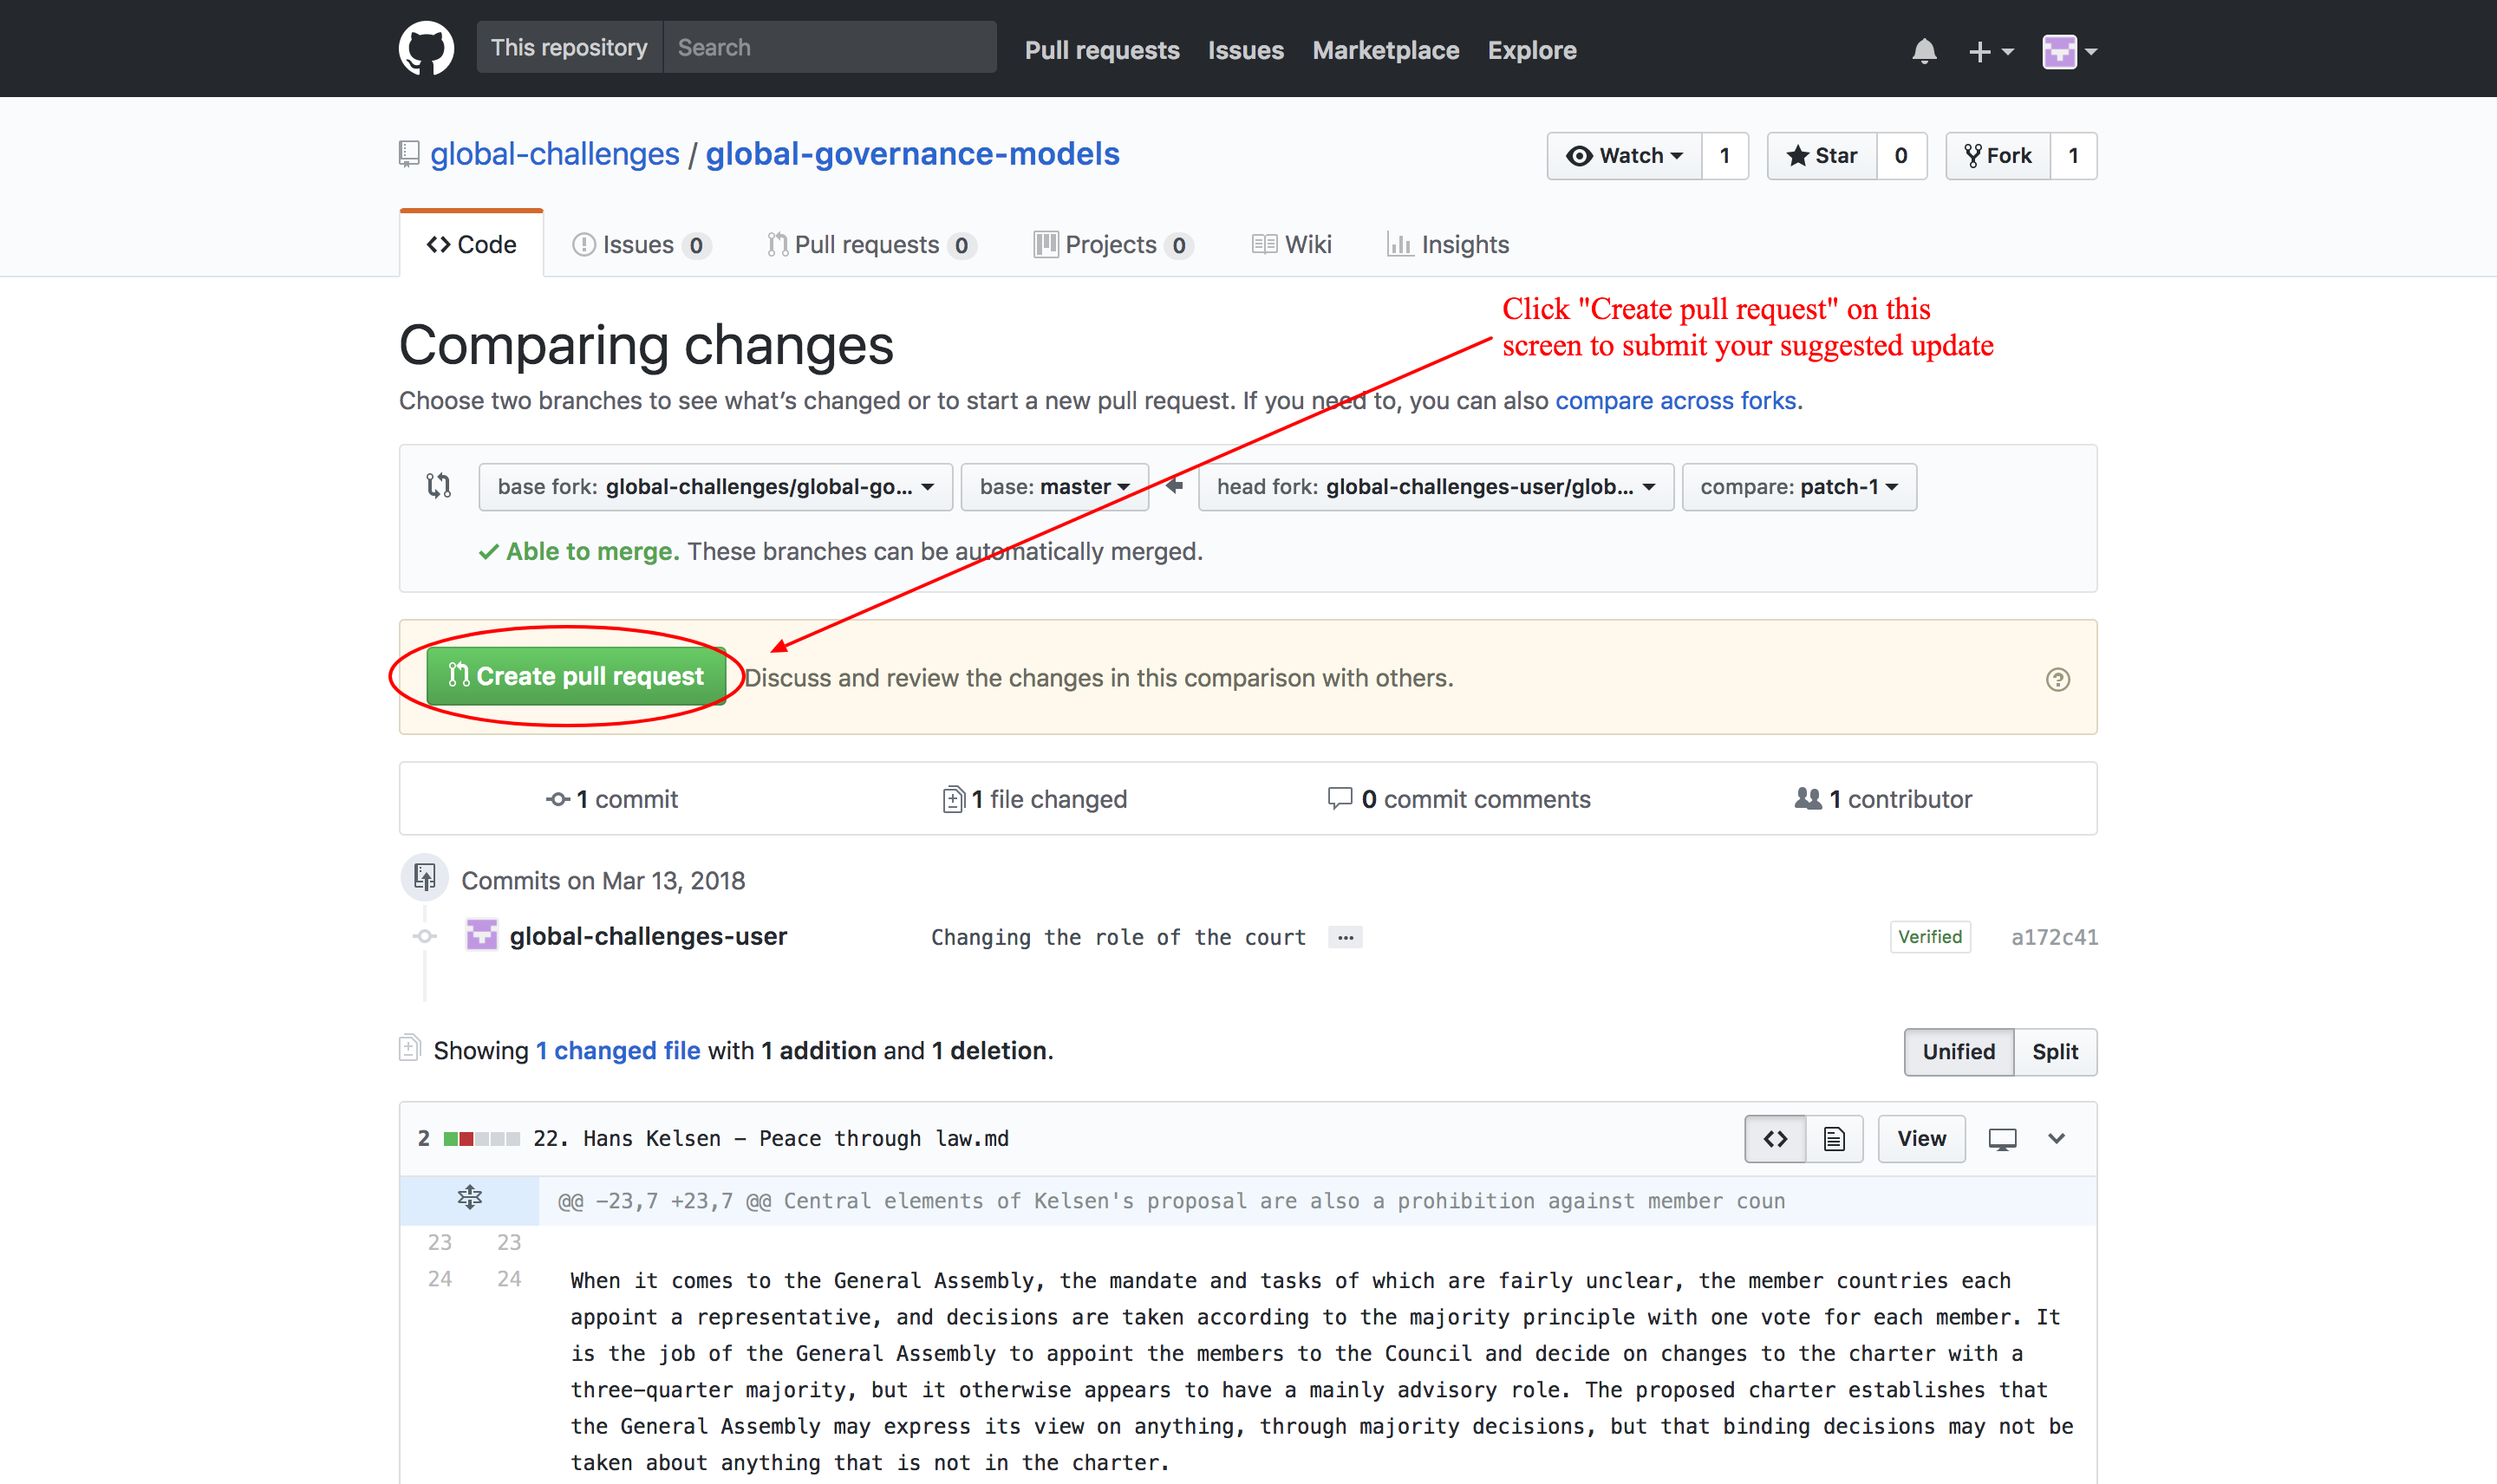 This repository Search Pull requests Issues Marketplace Explore
global-challenges / global-governance-models Watch 1 Star 0 Fork 1
Code Issues 0 Pull requests 0 Projects 0 Wiki Insights
Click "Create pull request" on this
screen to submit your suggested update
Comparing changes
Choose two branches to see what’s changed or to start a new pull request. If you need to, you can also compare across forks.
base fork: global-challenges/global-go... base: master head fork: global-challenges-user/glob... compare: patch-1
Able to merge. These branches can be automatically merged.
Create pull request Discuss and review the changes in this comparison with others.
1 commit 1 file changed 0 commit comments 1 contributor
Commits on Mar 13, 2018
global-challenges-user Changing the role of the court ... Verified a172c41
Showing 1 changed file with 1 addition and 1 deletion. Unified Split
2 22. Hans Kelsen – Peace through law.md View
@@ -23,7 +23,7 @@ Central elements of Kelsen's proposal are also a prohibition against member coun
23 23
24 24 When it comes to the General Assembly, the mandate and tasks of which are fairly unclear, the member countries each
appoint a representative, and decisions are taken according to the majority principle with one vote for each member. It
is the job of the General Assembly to appoint the members to the Council and decide on changes to the charter with a
three-quarter majority, but it otherwise appears to have a mainly advisory role. The proposed charter establishes that
the General Assembly may express its view on anything, through majority decisions, but that binding decisions may not be
taken about anything that is not in the charter.